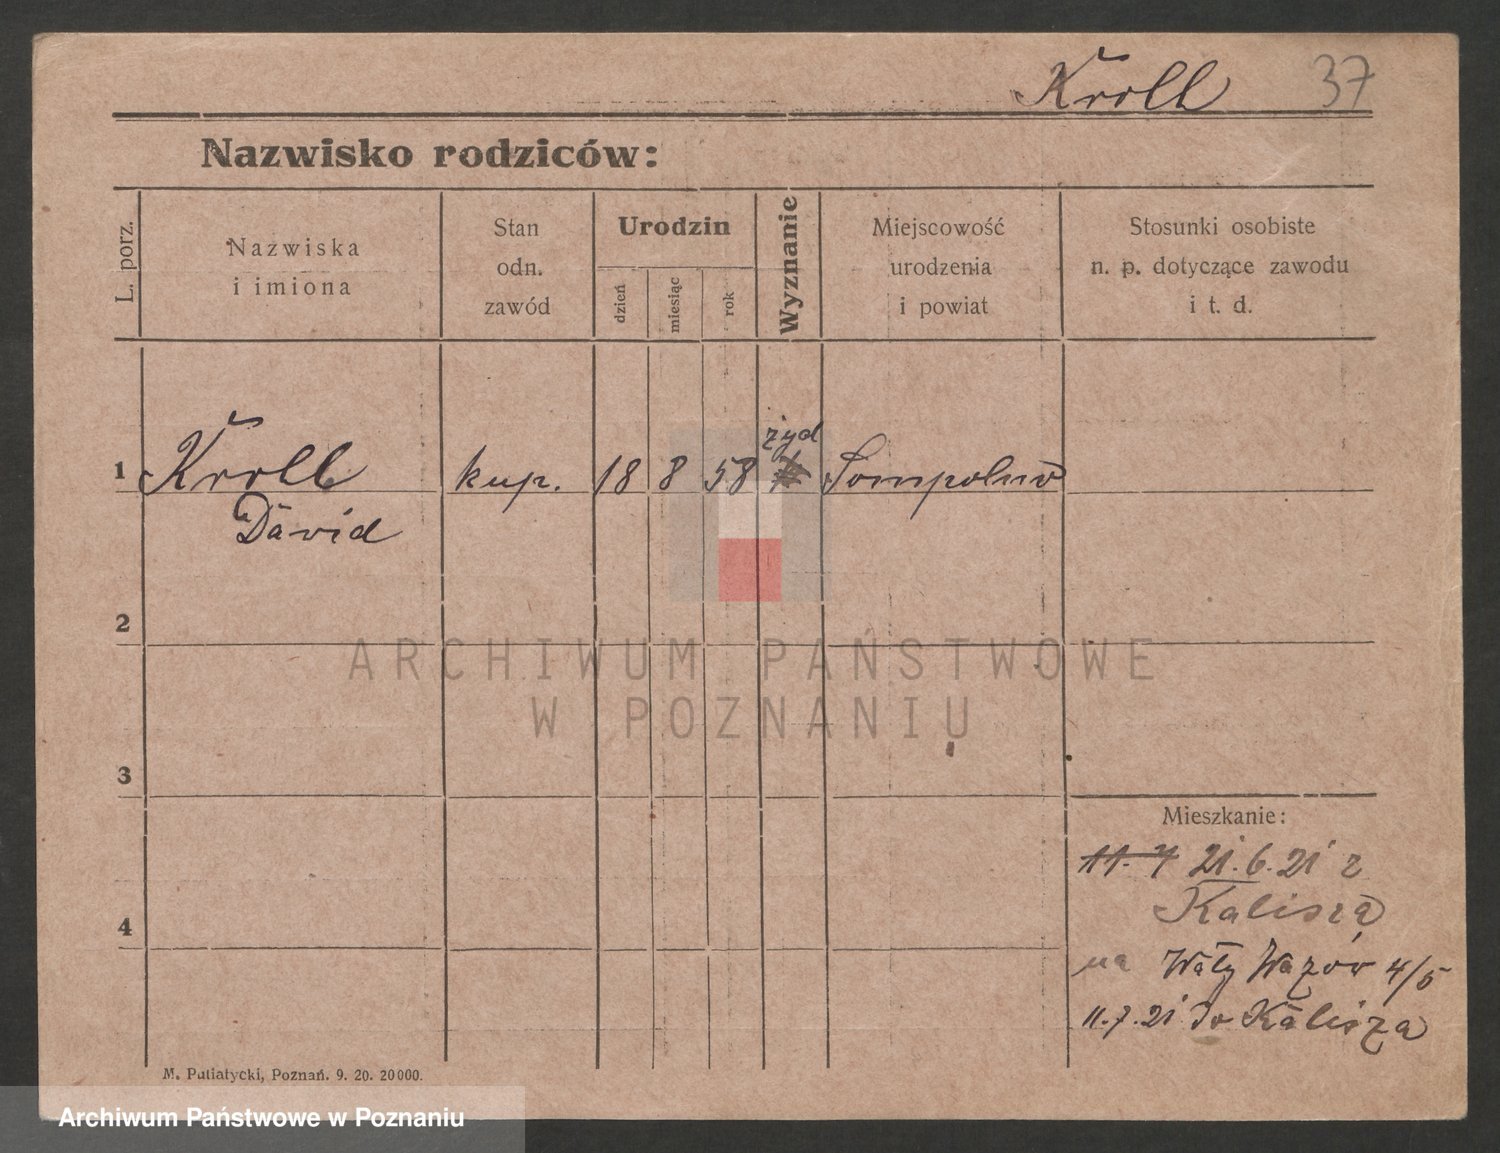 Kroll 37
Nazwisko rodziców:
L. porz.
Nazwiska
i imiona
Stan
odn.
zawód
Urodzin
dzień
miesiąc
rok
Wyznanie
Miejscowość
urodzenia
i powiat
Stosunki osobiste
n. p. dotyczące zawodu
i t. d.
żyd
1 Kroll kup. 18 8 58 Sompolno
David
2
ARCHIWUM PAŃSTWOWE
W POZNANIU
3
Mieszkanie:
11. 7 21.6.21 z
Kalisza
4
na Wały Wazów 4/5
11.7.21 do Kalisza
M. Putiatycki, Poznań. 9. 20. 20000.
Archiwum Państwowe w Poznaniu